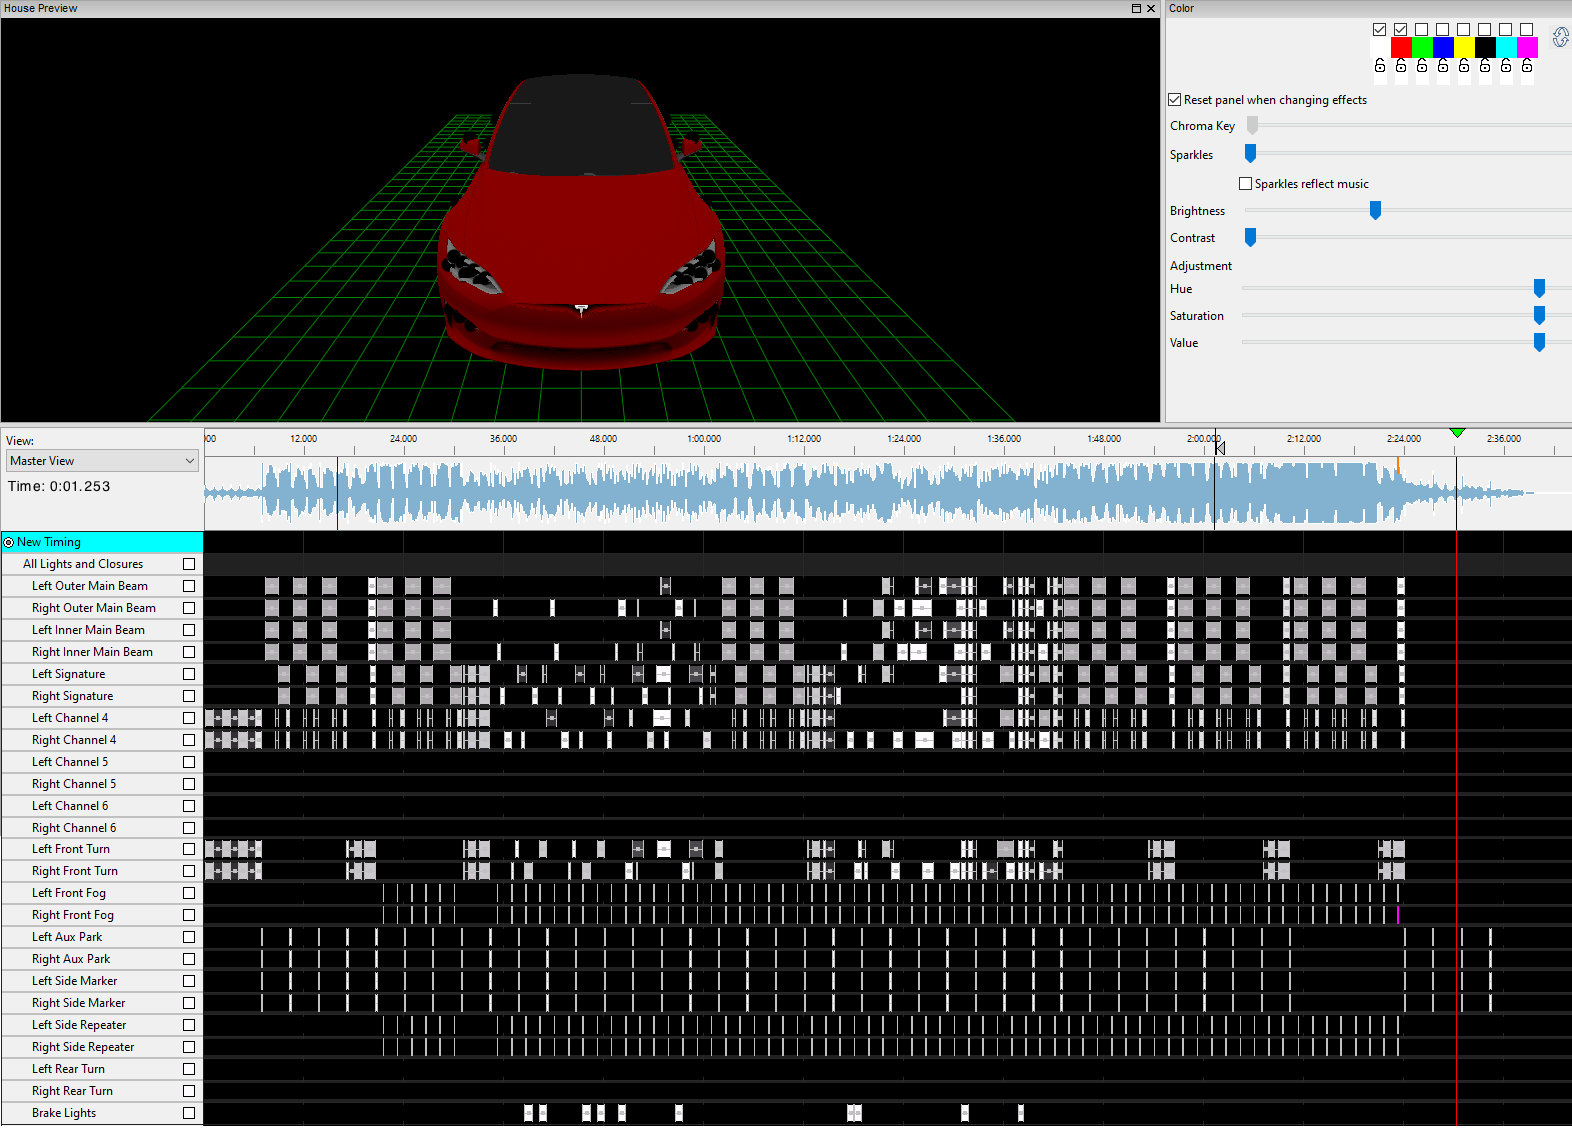 House Preview
Color
Reset panel when changing effects
Chroma Key
Sparkles
Sparkles reflect music
Brightness
Contrast
Adjustment
Hue
Saturation
Value
View:
Master View
Time: 0:01.253
00 12.000 24.000 36.000 48.000 1:00.000 1:12.000 1:24.000 1:36.000 1:48.000 2:00.000 2:12.000 2:24.000 2:36.000
New Timing
All Lights and Closures
Left Outer Main Beam
Right Outer Main Beam
Left Inner Main Beam
Right Inner Main Beam
Left Signature
Right Signature
Left Channel 4
Right Channel 4
Left Channel 5
Right Channel 5
Left Channel 6
Right Channel 6
Left Front Turn
Right Front Turn
Left Front Fog
Right Front Fog
Left Aux Park
Right Aux Park
Left Side Marker
Right Side Marker
Left Side Repeater
Right Side Repeater
Left Rear Turn
Right Rear Turn
Brake Lights